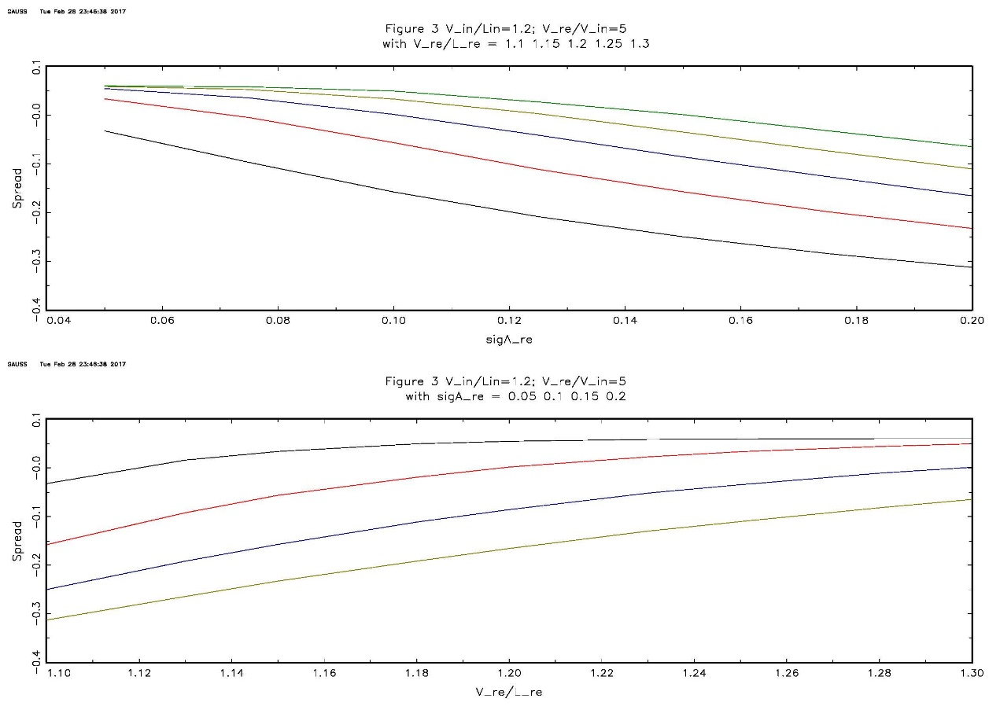 GAUSS Tue Feb 28 23:46:38 2017
Figure 3 V_in/Lin=1.2; V_re/V_in=5
with V_re/L_re = 1.1 1.15 1.2 1.25 1.3
Spread
0.1
-0.0
-0.1
-0.2
-0.3
-0.4
0.04 0.06 0.08 0.10 0.12 0.14 0.16 0.18 0.20
sigA_re
GAUSS Tue Feb 28 23:46:38 2017
Figure 3 V_in/Lin=1.2; V_re/V_in=5
with sigA_re = 0.05 0.1 0.15 0.2
Spread
0.1
-0.0
-0.1
-0.2
-0.3
-0.4
1.10 1.12 1.14 1.16 1.18 1.20 1.22 1.24 1.26 1.28 1.30
V_re/L_re